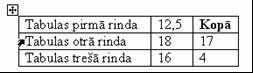 Tabulas pirmā rinda 12,5 Kopā
Tabulas otrā rinda 18 17
Tabulas trešā rinda 16 4